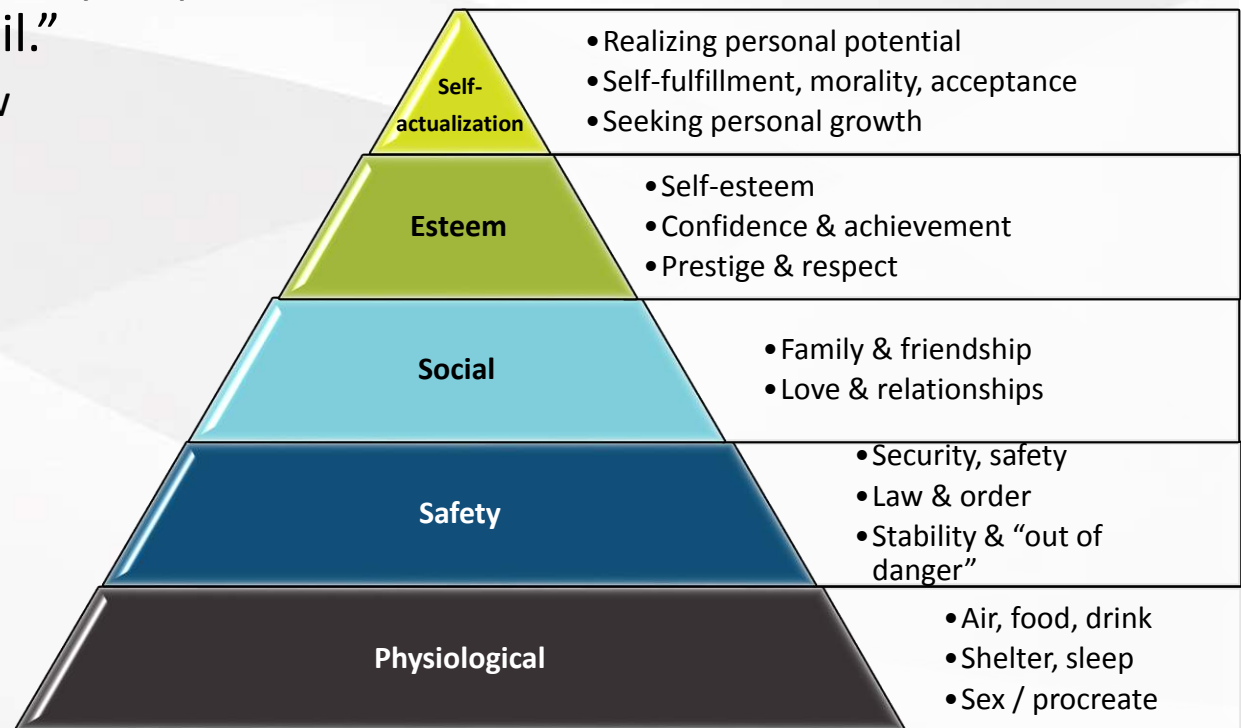 il.”
Self-
actualization
•Realizing personal potential
•Self-fulfillment, morality, acceptance
•Seeking personal growth
Esteem
•Self-esteem
•Confidence & achievement
•Prestige & respect
Social
•Family & friendship
•Love & relationships
Safety
•Security, safety
•Law & order
•Stability & “out of
danger”
Physiological
•Air, food, drink
•Shelter, sleep
•Sex / procreate